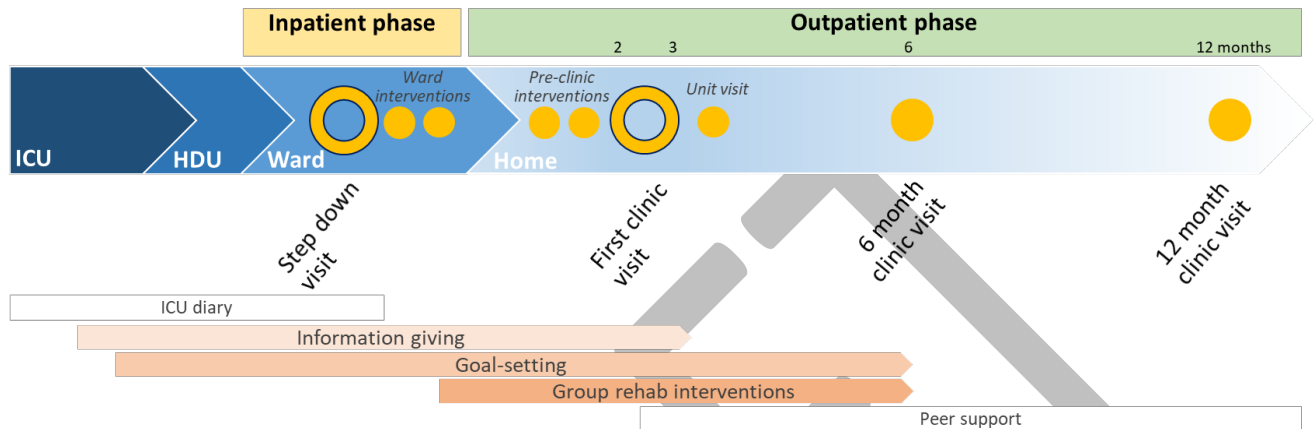 Inpatient phase
Outpatient phase
2
3
6
12 months
Ward
interventions
Pre-clinic
interventions
Unit visit
ICU
HDU
Ward
Home
Step down
visit
First clinic
visit
6 month
clinic visit
12 month
clinic visit
ICU diary
Information giving
Goal-setting
Group rehab interventions
Peer support